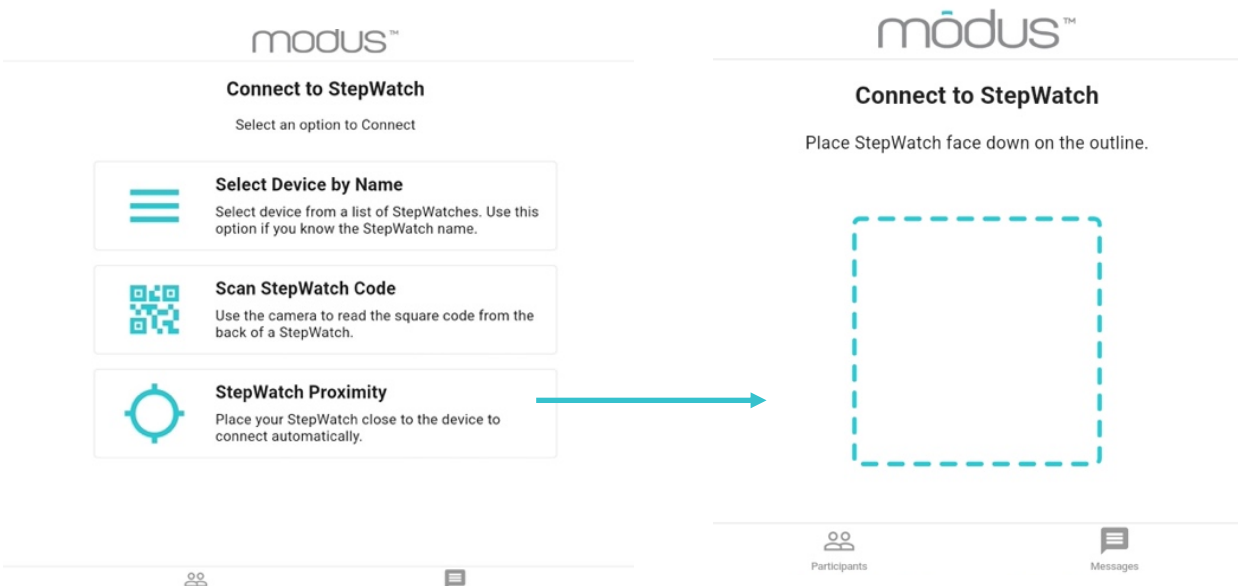 modus™
Connect to StepWatch
Select an option to Connect
Select Device by Name
Select device from a list of StepWatches. Use this
option if you know the StepWatch name.
Scan StepWatch Code
Use the camera to read the square code from the
back of a StepWatch.
StepWatch Proximity
Place your StepWatch close to the device to
connect automatically.
mōdus™
Connect to StepWatch
Place StepWatch face down on the outline.
Participants
Messages